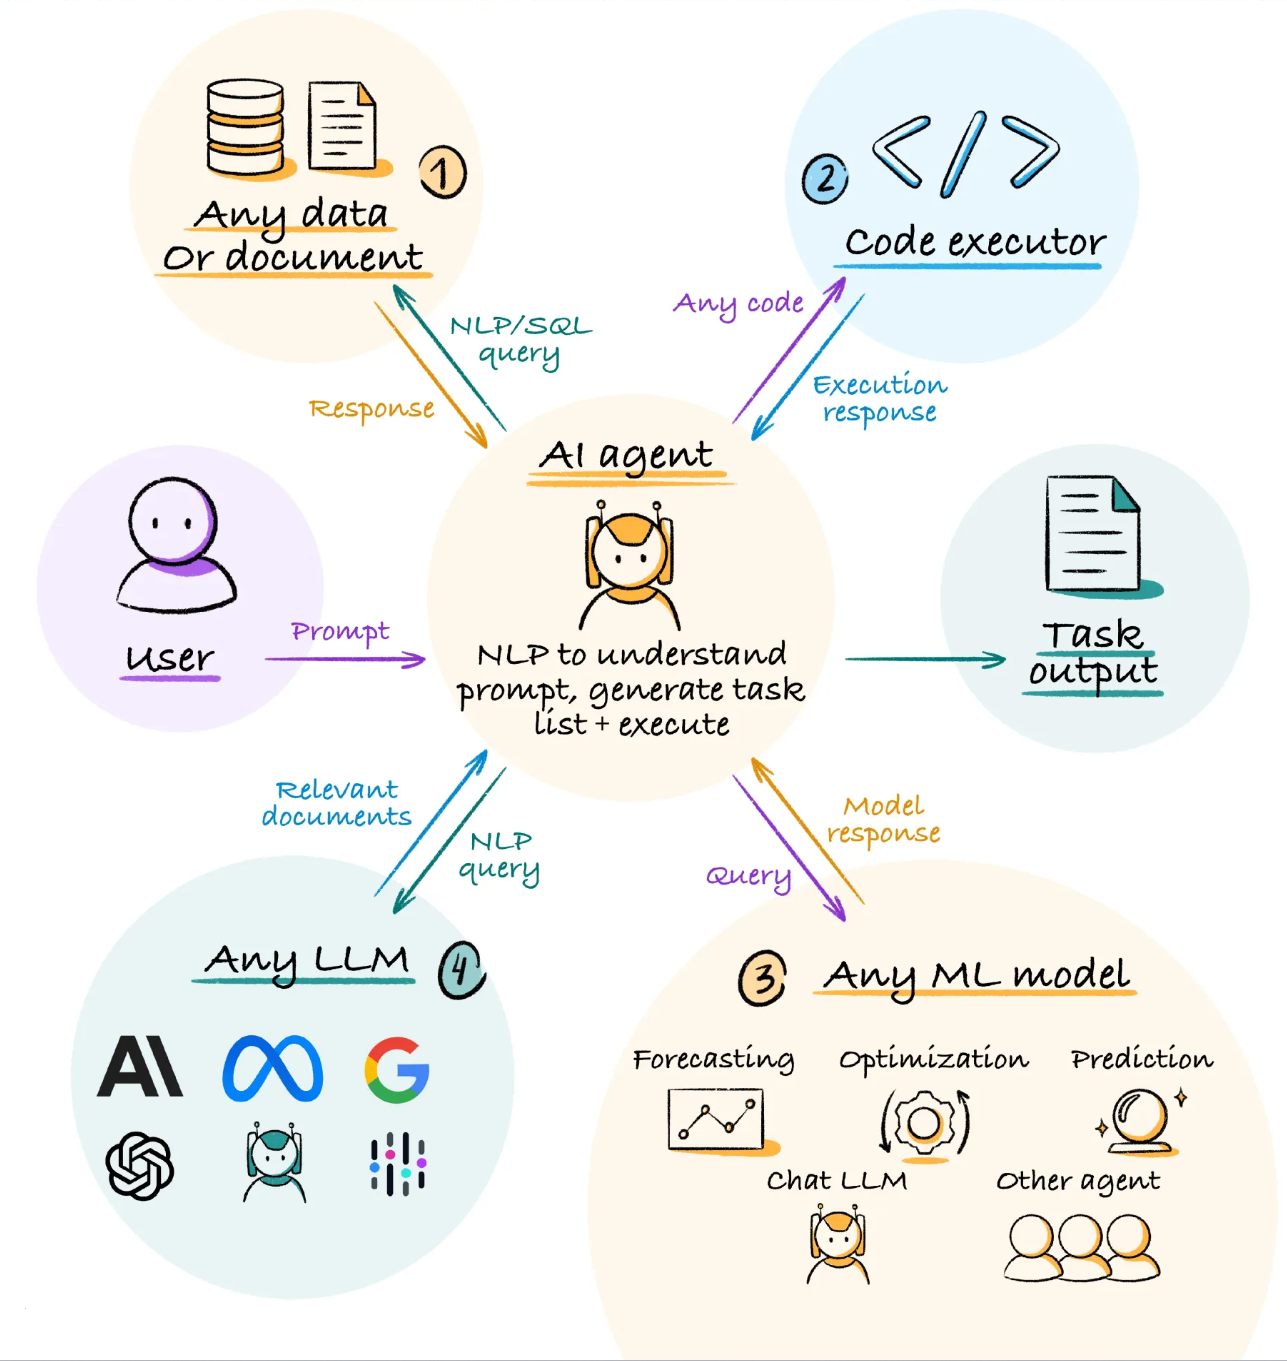 1
Any data
Or document
2
Code executor
NLP/SQL
query
Response
Any code
Execution
response
AI agent
NLP to understand
prompt, generate task
list + execute
User
Prompt
Task
output
Relevant
documents
NLP
query
Model
response
Query
Any LLM
4
3
Any ML model
Forecasting
Optimization
Prediction
Chat LLM
Other agent